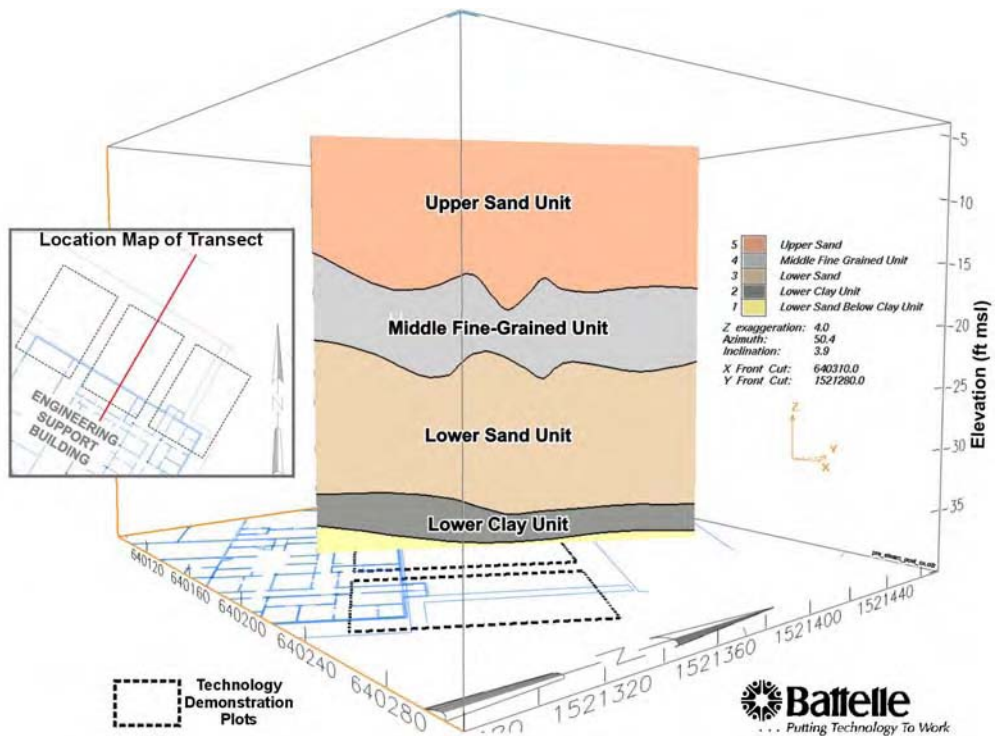 Upper Sand Unit
Middle Fine-Grained Unit
Lower Sand Unit
Lower Clay Unit
Location Map of Transect
ENGINEERING
SUPPORT
BUILDING
N
5 Upper Sand
4 Middle Fine Grained Unit
3 Lower Sand
2 Lower Clay Unit
1 Lower Sand Below Clay Unit
Z exaggeration: 4.0
Azimuth: 50.4
Inclination: 3.9
X Front Cut: 640310.0
Y Front Cut: 1521280.0
Z
Y
X
-5
-10
-15
-20
-25
-30
-35
Elevation (ft msl)
640120
640160
640200
640240
640280
1521320
1521360
1521400
1521440
N
Technology
Demonstration
Plots
Battelle
... Putting Technology To Work